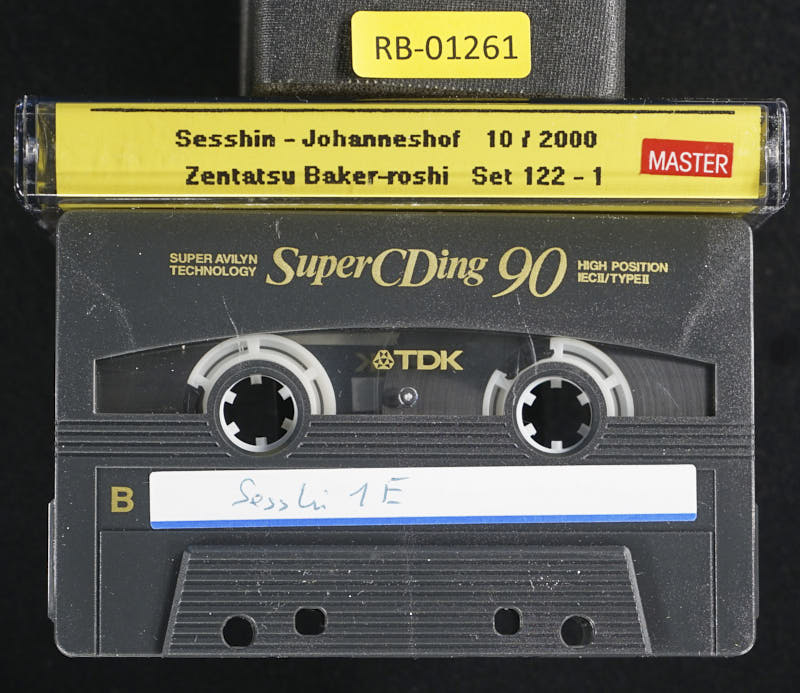 RB-01261
Sesshin - Johanneshof 10 / 2000
Zentatsu Baker-roshi Set 122 - 1
MASTER
SUPER AVILYN
TECHNOLOGY
SuperCDing 90
HIGH POSITION
IECII/TYPEII
TDK
B
Sesshin 1 E